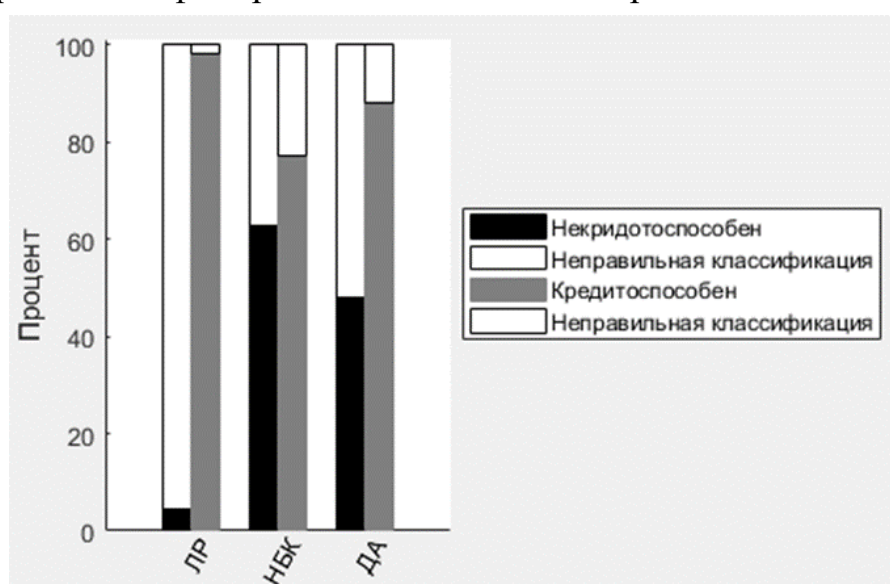 100
80
60
40
20
0
Процент
ЛР
НБК
ДА
Некридотоспособен
Неправильная классификация
Кредитоспособен
Неправильная классификация